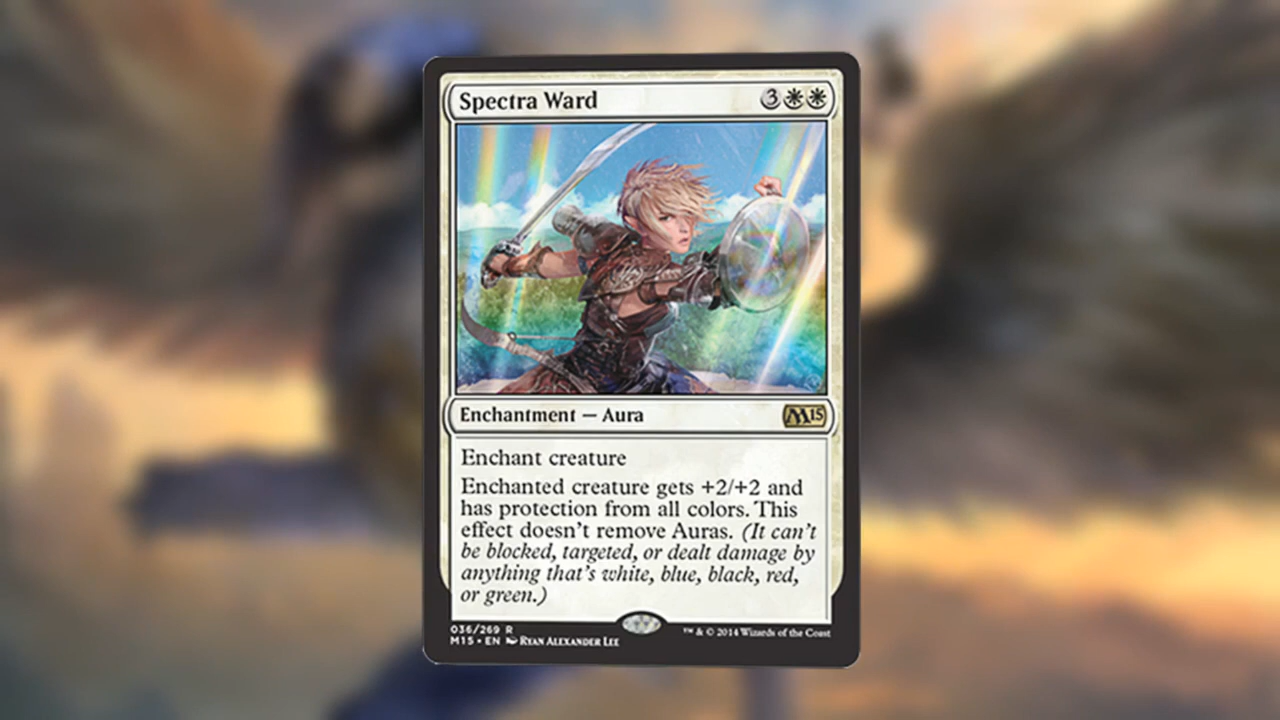 Spectra Ward 3
Enchantment — Aura M15
Enchant creature
Enchanted creature gets +2/+2 and
has protection from all colors. This
effect doesn't remove Auras. (It can't
be blocked, targeted, or dealt damage by
anything that's white, blue, black, red,
or green.)
036/269 R
M15 • EN RYAN ALEXANDER LEE
™ & © 2014 Wizards of the Coast